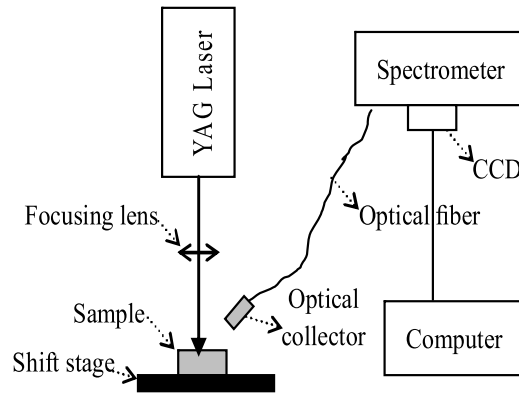 YAG Laser
Spectrometer
CCD
Focusing lens
Optical fiber
Sample
Optical
collector
Shift stage
Computer